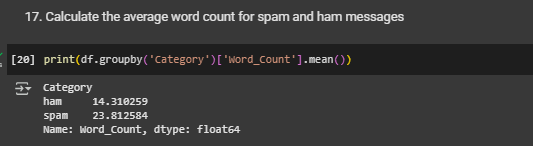 17. Calculate the average word count for spam and ham messages
[20] print(df.groupby('Category')['Word_Count'].mean())
Category
ham     14.310259
spam    23.812584
Name: Word_Count, dtype: float64